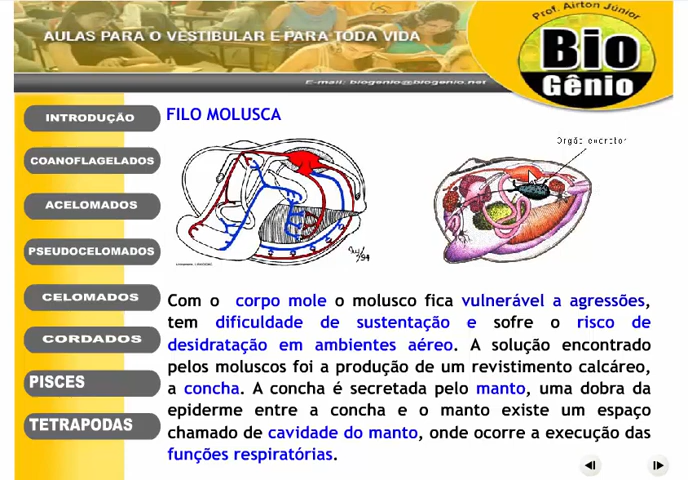 Prof. Airton Júnior
AULAS PARA O VESTIBULAR E PARA TODA VIDA
Bio
Gênio
E-mail: biogenio@biogenio.net
INTRODUÇÃO
COANOFLAGELADOS
ACELOMADOS
PSEUDOCELOMADOS
CELOMADOS
CORDADOS
PISCES
TETRAPODAS
FILO MOLUSCA
Orgão excretor
Com o corpo mole o molusco fica vulnerável a agressões,
tem dificuldade de sustentação e sofre o risco de
desidratação em ambientes aéreo. A solução encontrado
pelos moluscos foi a produção de um revistimento calcáreo,
a concha. A concha é secretada pelo manto, uma dobra da
epiderme entre a concha e o manto existe um espaço
chamado de cavidade do manto, onde ocorre a execução das
funções respiratórias.